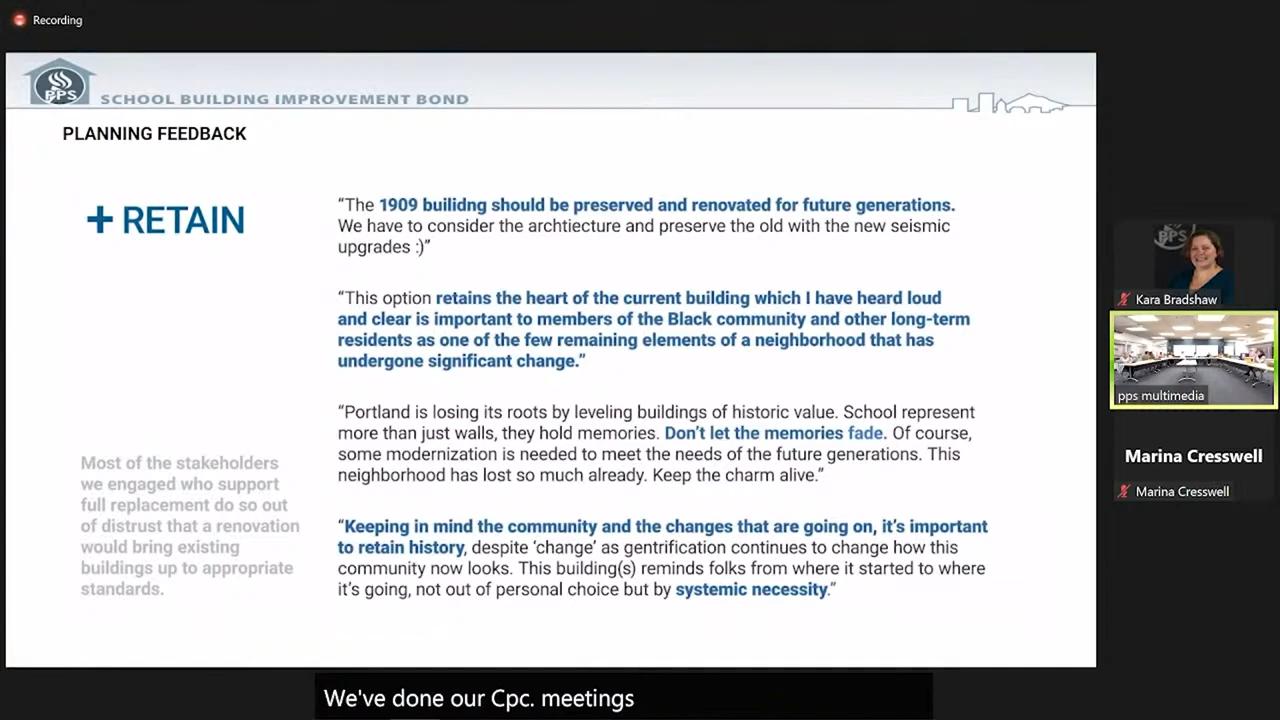 Recording
PPS
SCHOOL BUILDING IMPROVEMENT BOND
PLANNING FEEDBACK
+ RETAIN
“The 1909 builidng should be preserved and renovated for future generations.
We have to consider the archtiecture and preserve the old with the new seismic
upgrades :)”
“This option retains the heart of the current building which I have heard loud
and clear is important to members of the Black community and other long-term
residents as one of the few remaining elements of a neighborhood that has
undergone significant change.”
“Portland is losing its roots by leveling buildings of historic value. School represent
more than just walls, they hold memories. Don’t let the memories fade. Of course,
some modernization is needed to meet the needs of the future generations. This
neighborhood has lost so much already. Keep the charm alive.”
“Keeping in mind the community and the changes that are going on, it’s important
to retain history, despite ‘change’ as gentrification continues to change how this
community now looks. This building(s) reminds folks from where it started to where
it’s going, not out of personal choice but by systemic necessity.”
Most of the stakeholders
we engaged who support
full replacement do so out
of distrust that a renovation
would bring existing
buildings up to appropriate
standards.
PPS
Kara Bradshaw
pps multimedia
Marina Cresswell
Marina Cresswell
We've done our Cpc. meetings